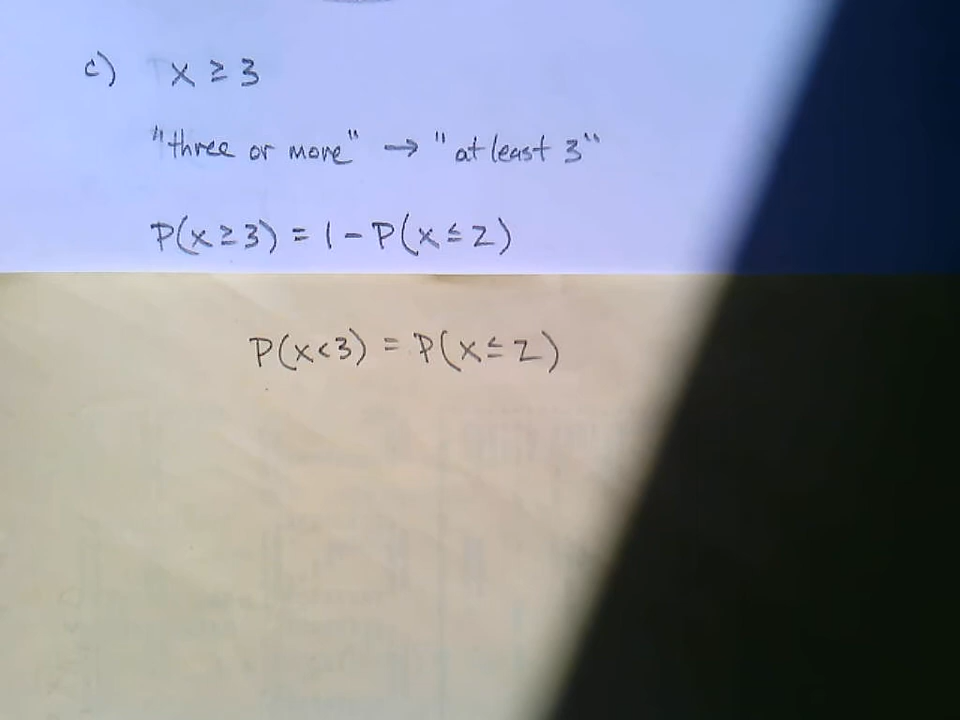 c) x ≥ 3
"three or more" → "at least 3"
P(x ≥ 3) = 1 - P(x ≤ 2)
P(x < 3) = P(x ≤ 2)